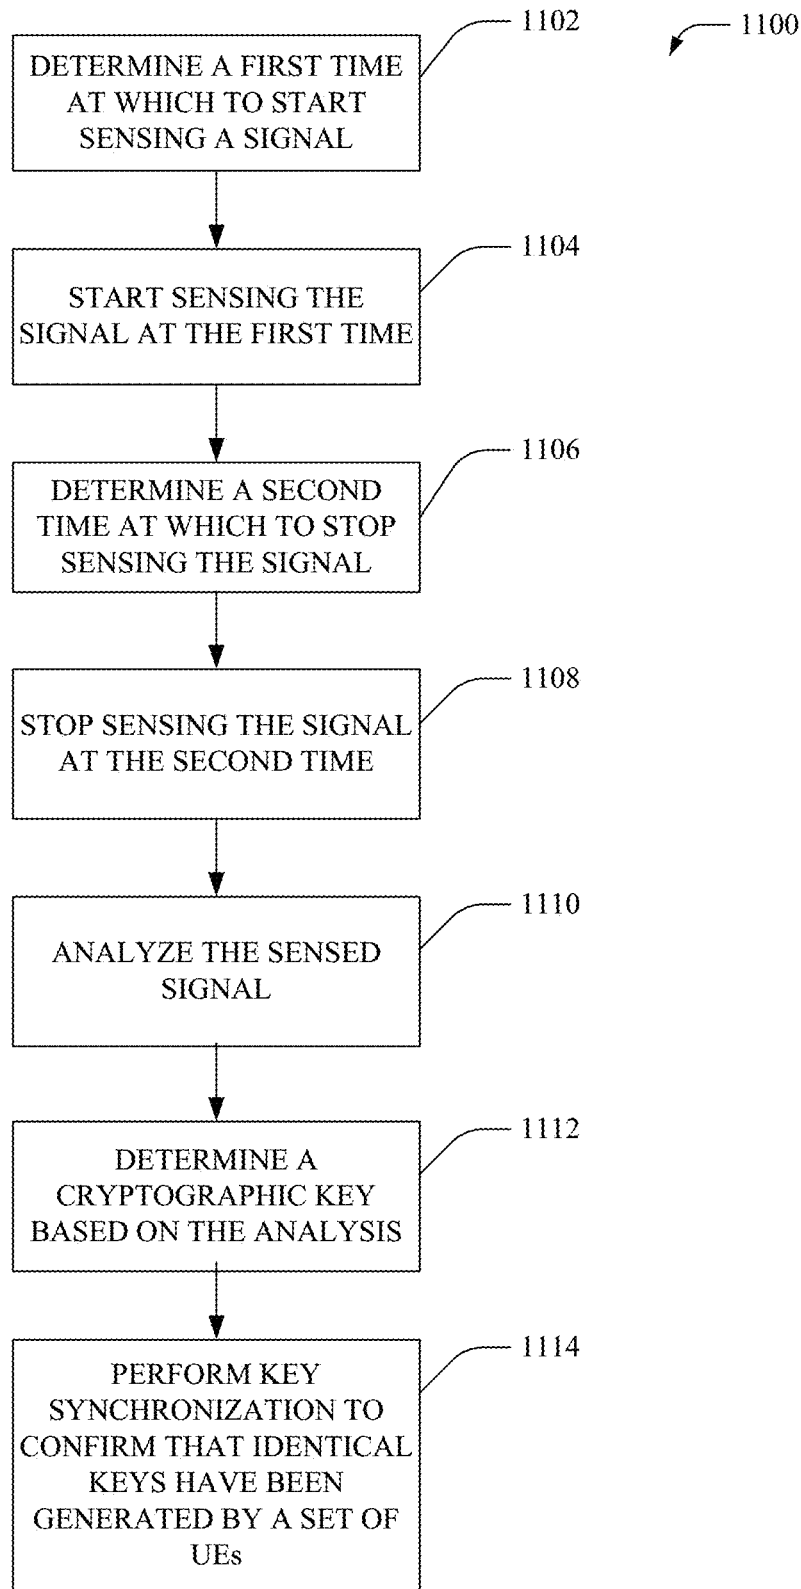 1102
1100
DETERMINE A FIRST TIME
AT WHICH TO START
SENSING A SIGNAL
1104
START SENSING THE
SIGNAL AT THE FIRST TIME
1106
DETERMINE A SECOND
TIME AT WHICH TO STOP
SENSING THE SIGNAL
1108
STOP SENSING THE SIGNAL
AT THE SECOND TIME
1110
ANALYZE THE SENSED
SIGNAL
1112
DETERMINE A
CRYPTOGRAPHIC KEY
BASED ON THE ANALYSIS
1114
PERFORM KEY
SYNCHRONIZATION TO
CONFIRM THAT IDENTICAL
KEYS HAVE BEEN
GENERATED BY A SET OF
UEs